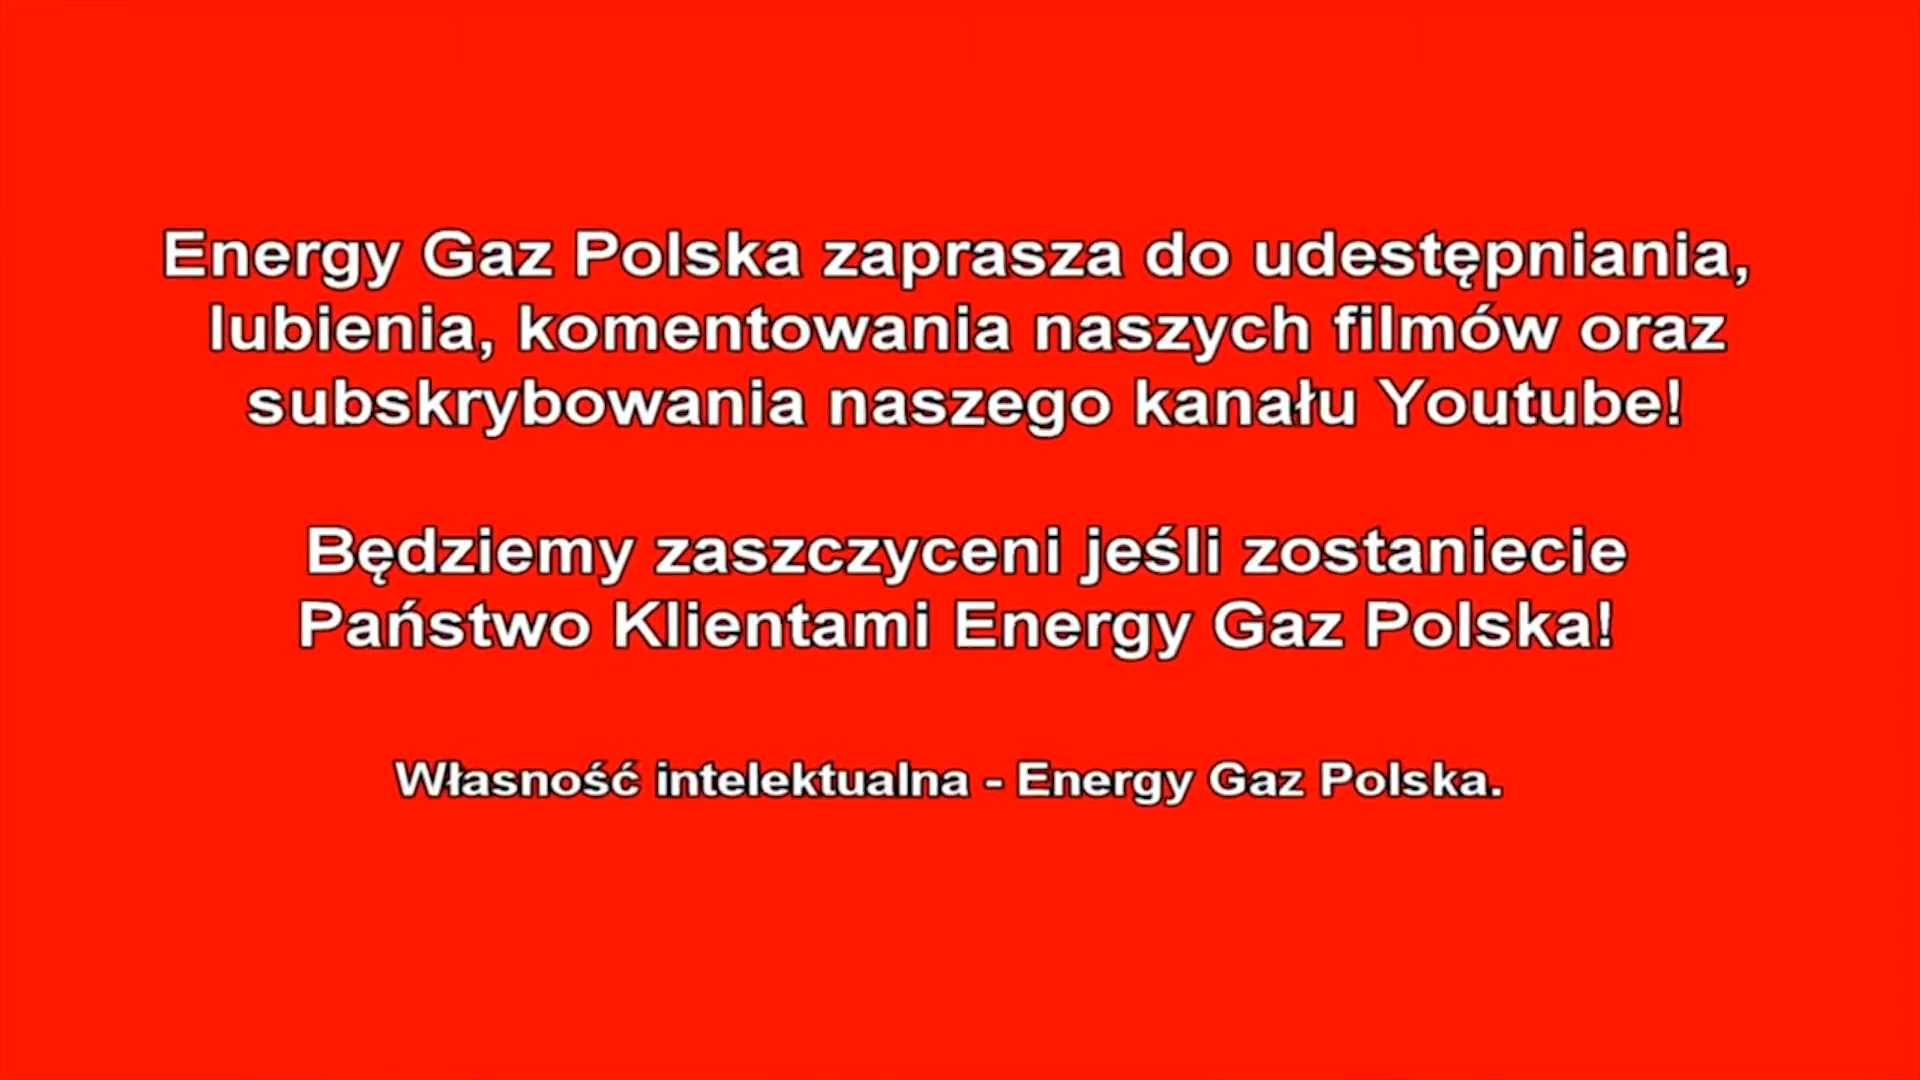 Energy Gaz Polska zaprasza do udestępniania,
lubienia, komentowania naszych filmów oraz
subskrybowania naszego kanału Youtube!
Będziemy zaszczyceni jeśli zostaniecie
Państwo Klientami Energy Gaz Polska!
Własność intelektualna - Energy Gaz Polska.